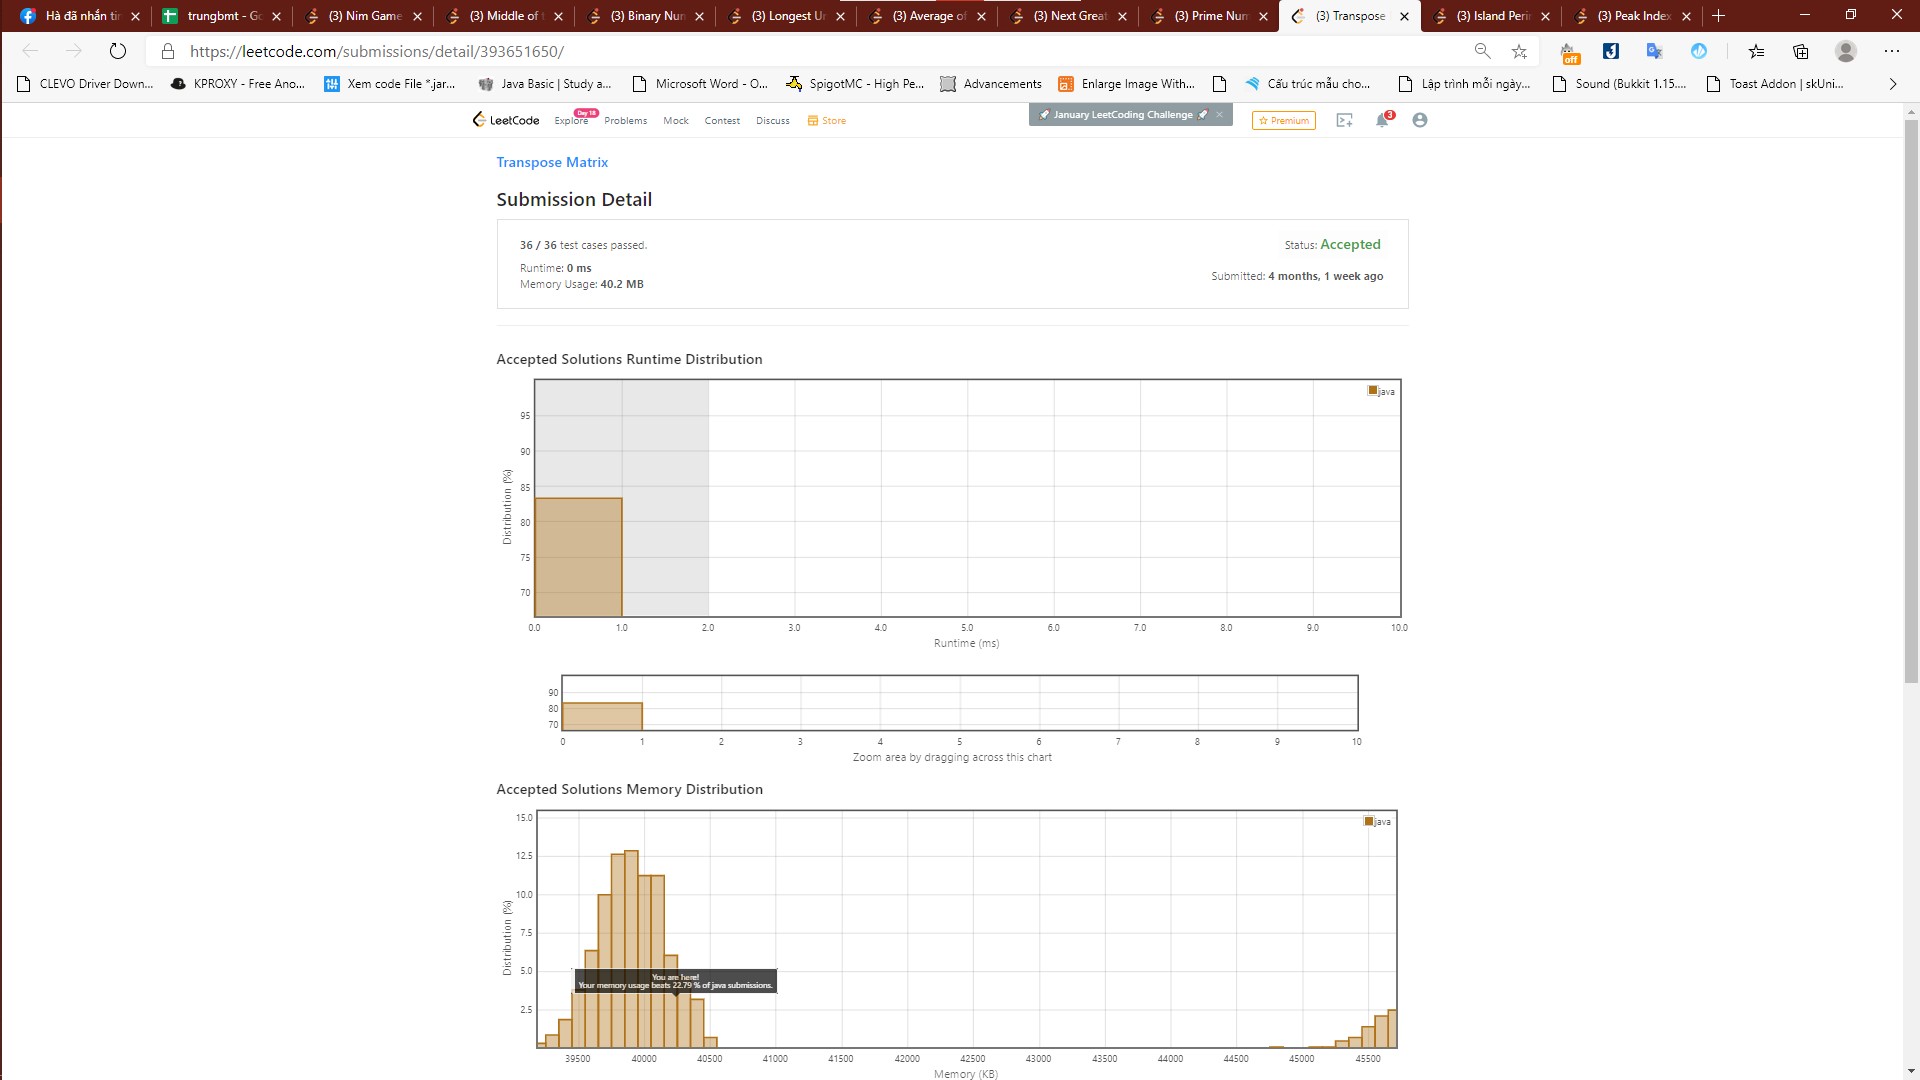 Hà đã nhắn tir
trungbmt - Go
(3) Nim Game
(3) Middle of t
(3) Binary Nun
(3) Longest Un
(3) Average of
(3) Next Great
(3) Prime Num
(3) Transpose
(3) Island Peri
(3) Peak Index
https://leetcode.com/submissions/detail/393651650/
off
CLEVO Driver Down...
KPROXY - Free Ano...
Xem code File *.jar...
Java Basic | Study a...
Microsoft Word - O...
SpigotMC - High Pe...
Advancements
Enlarge Image With...
Cấu trúc mẫu cho...
Lập trình mỗi ngày...
Sound (Bukkit 1.15....
Toast Addon | skUni...
LeetCode
Explore
Day 18
Problems
Mock
Contest
Discuss
Store
January LeetCoding Challenge
Premium
3
Transpose Matrix
Submission Detail
36 / 36 test cases passed.
Status: Accepted
Runtime: 0 ms
Submitted: 4 months, 1 week ago
Memory Usage: 40.2 MB
Accepted Solutions Runtime Distribution
java
95
90
85
80
75
70
Distribution (%)
0.0 1.0 2.0 3.0 4.0 5.0 6.0 7.0 8.0 9.0 10.0
Runtime (ms)
90
80
70
0 1 2 3 4 5 6 7 8 9 10
Zoom area by dragging across this chart
Accepted Solutions Memory Distribution
java
15.0
12.5
10.0
7.5
5.0
2.5
Distribution (%)
You are here!
Your memory usage beats 22.79 % of java submissions.
39500 40000 40500 41000 41500 42000 42500 43000 43500 44000 44500 45000 45500
Memory (KB)